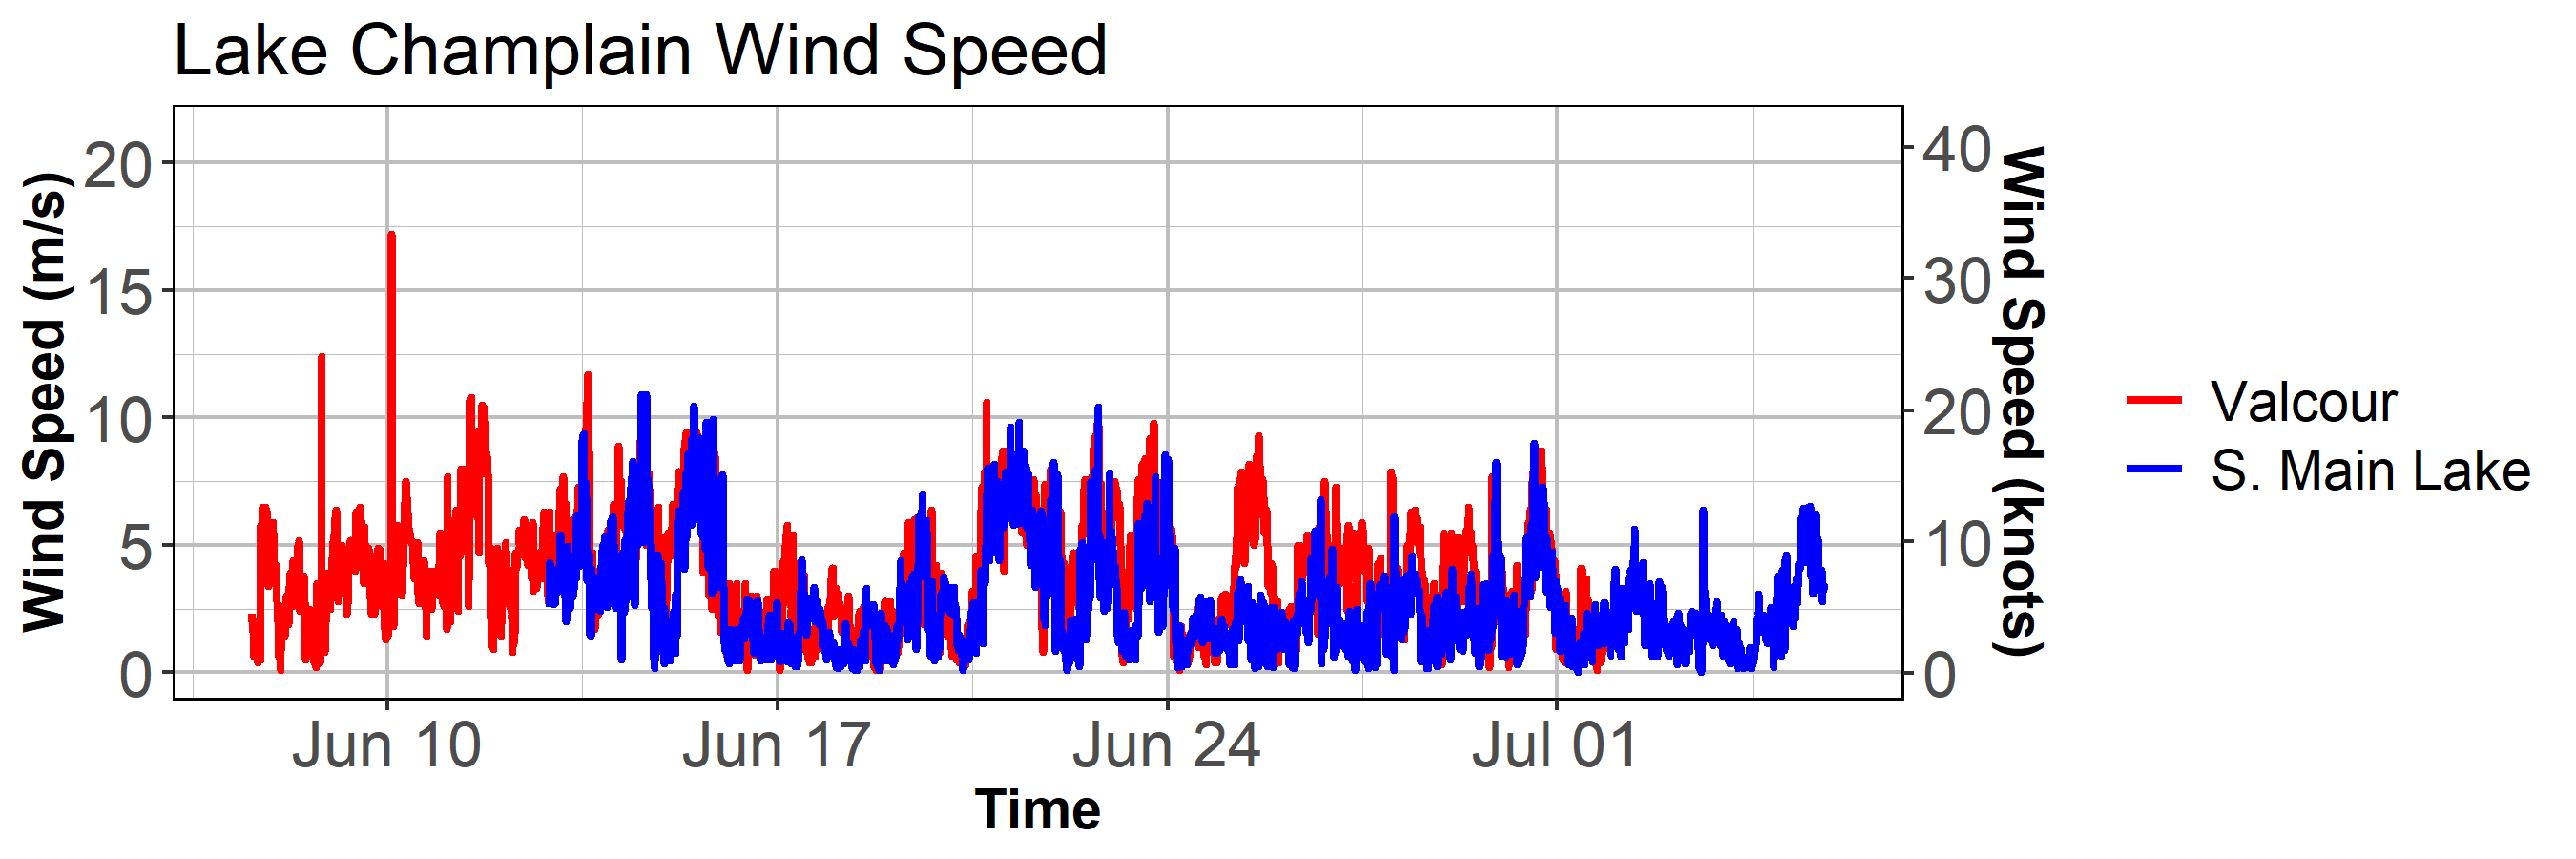 Lake Champlain Wind Speed
Wind Speed (m/s)
20
15
10
5
0
40
30
20
10
0
Wind Speed (knots)
Jun 10
Jun 17
Jun 24
Jul 01
Time
Valcour
S. Main Lake